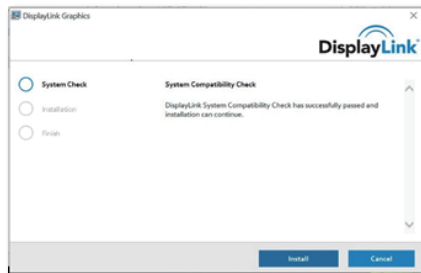 DisplayLink Graphics
DisplayLink
System Check
System Compatibility Check
DisplayLink System Compatibility Check has successfully passed and
installation can continue.
Installation
Finish
Install
Cancel